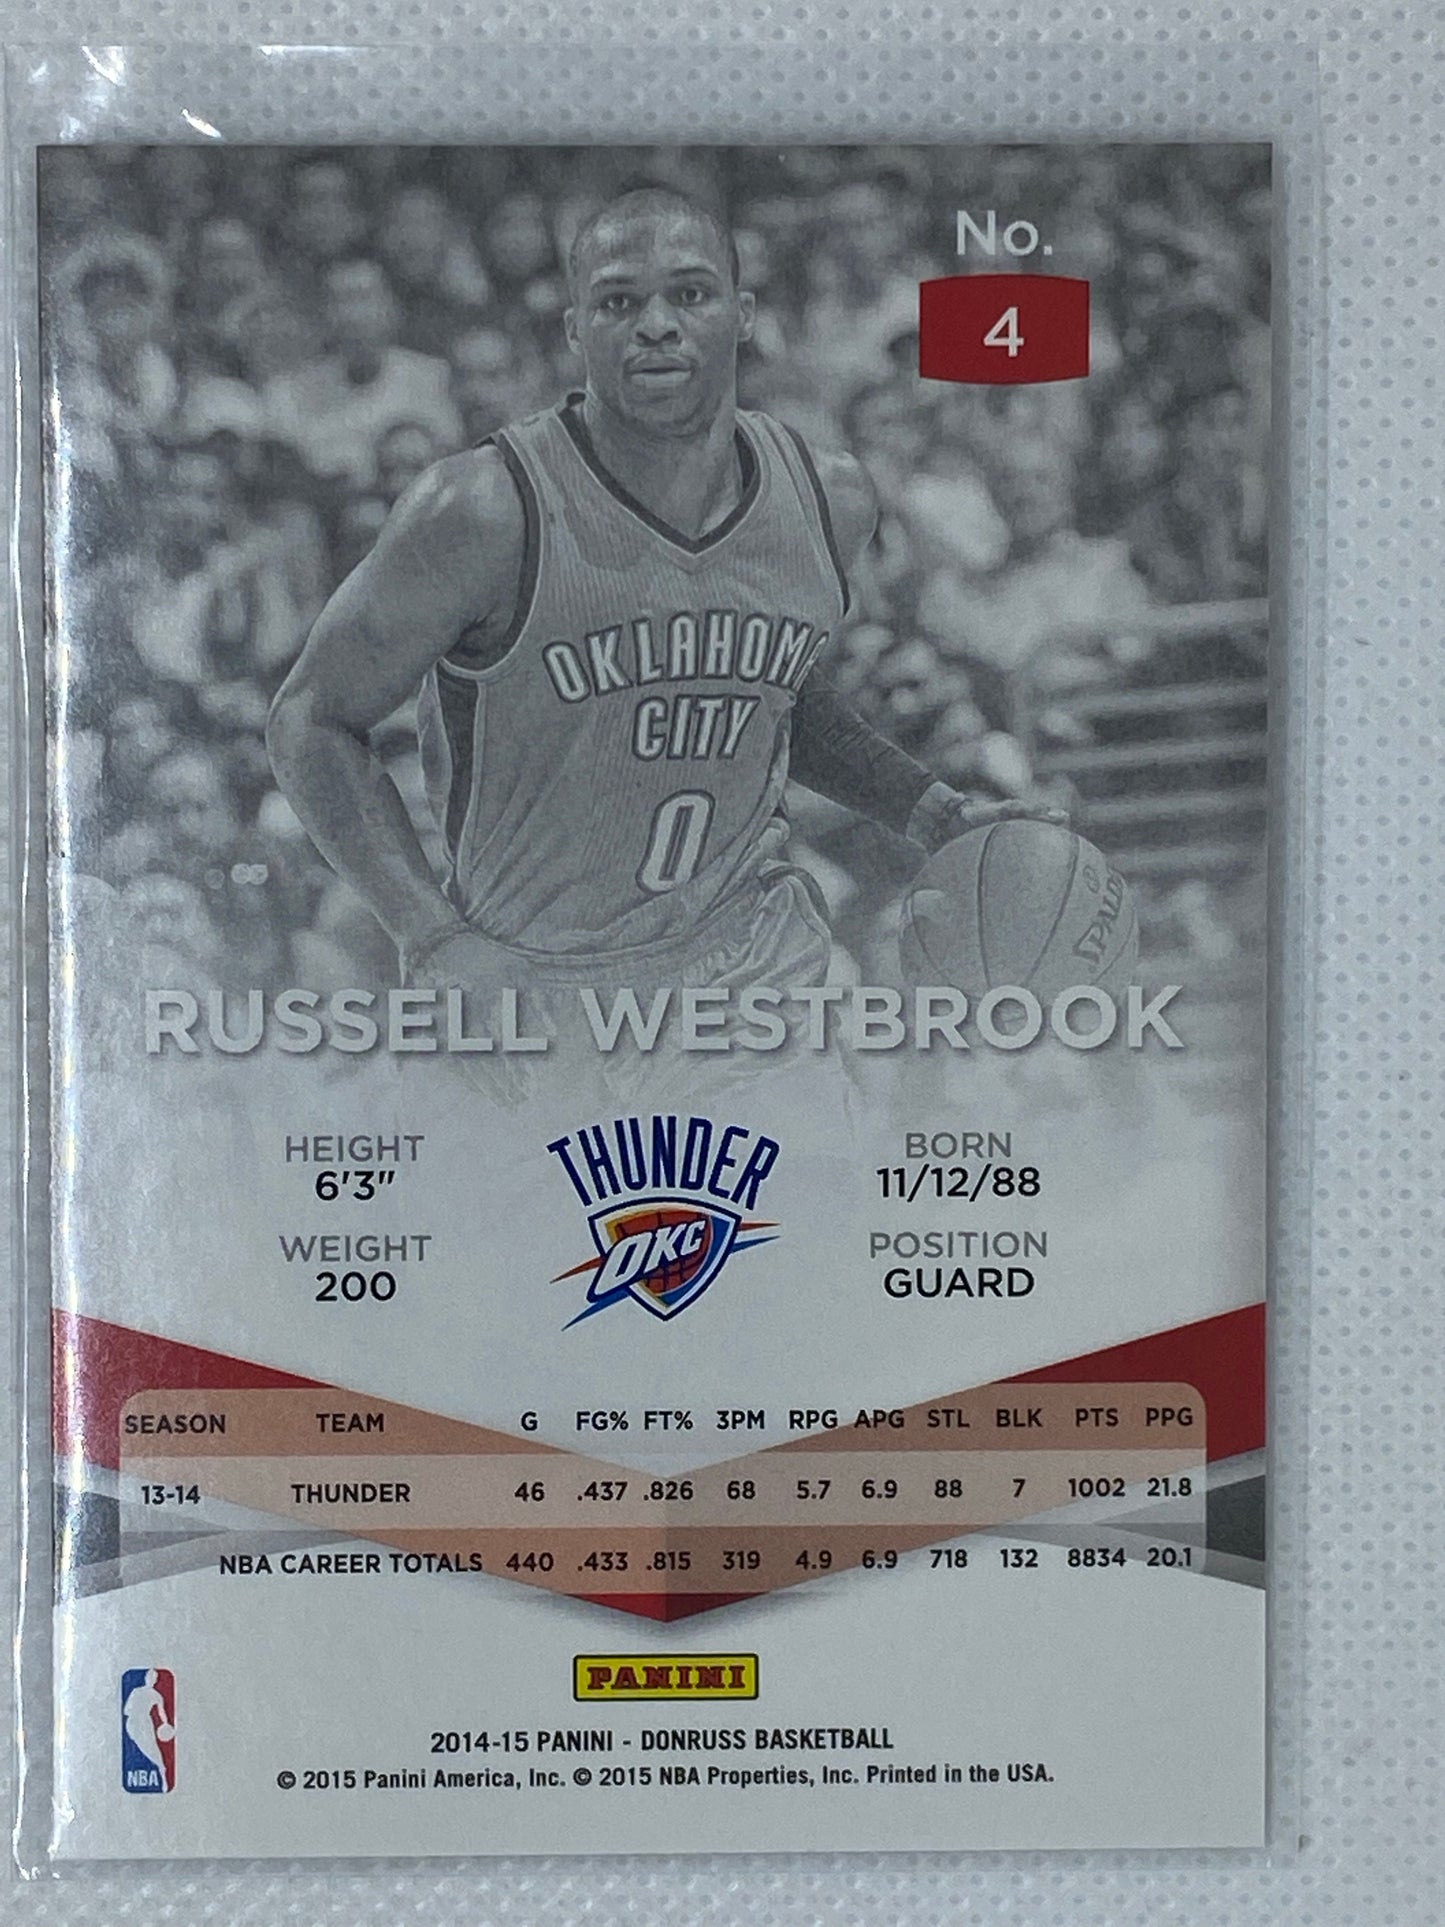 No.
4
OKLAHOMA
CITY
0
SPALDING
RUSSELL WESTBROOK
HEIGHT
6'3"
WEIGHT
200
THUNDER
OKC
BORN
11/12/88
POSITION
GUARD
SEASON TEAM G FG% FT% 3PM RPG APG STL BLK PTS PPG
13-14 THUNDER 46 .437 .826 68 5.7 6.9 88 7 1002 21.8
NBA CAREER TOTALS 440 .433 .815 319 4.9 6.9 718 132 8834 20.1
PANINI
NBA
2014-15 PANINI - DONRUSS BASKETBALL
© 2015 Panini America, Inc. © 2015 NBA Properties, Inc. Printed in the USA.